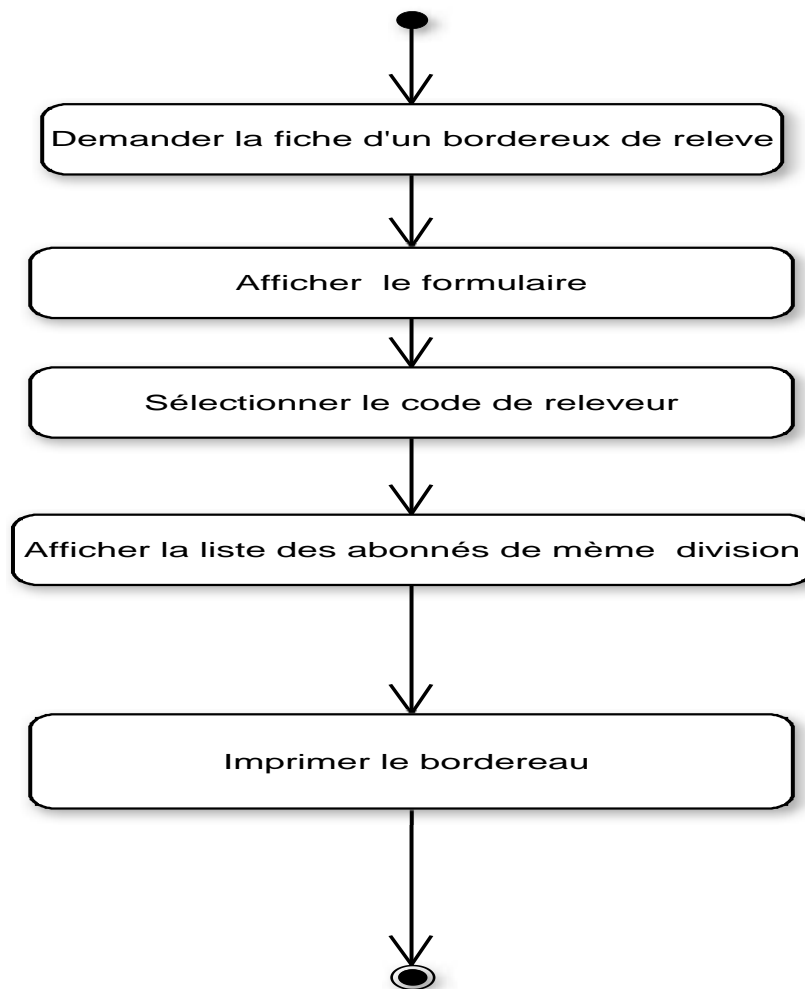 Demander la fiche d'un bordereux de releve
Afficher le formulaire
Sélectionner le code de releveur
Afficher la liste des abonnés de mème division
Imprimer le bordereau